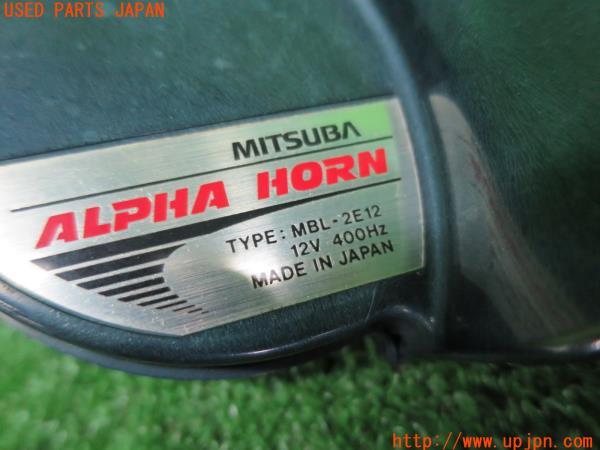 USED PARTS JAPAN
MITSUBA
ALPHA HORN
TYPE: MBL-2E12
12V 400Hz
MADE IN JAPAN
http://www.upjpn.com/